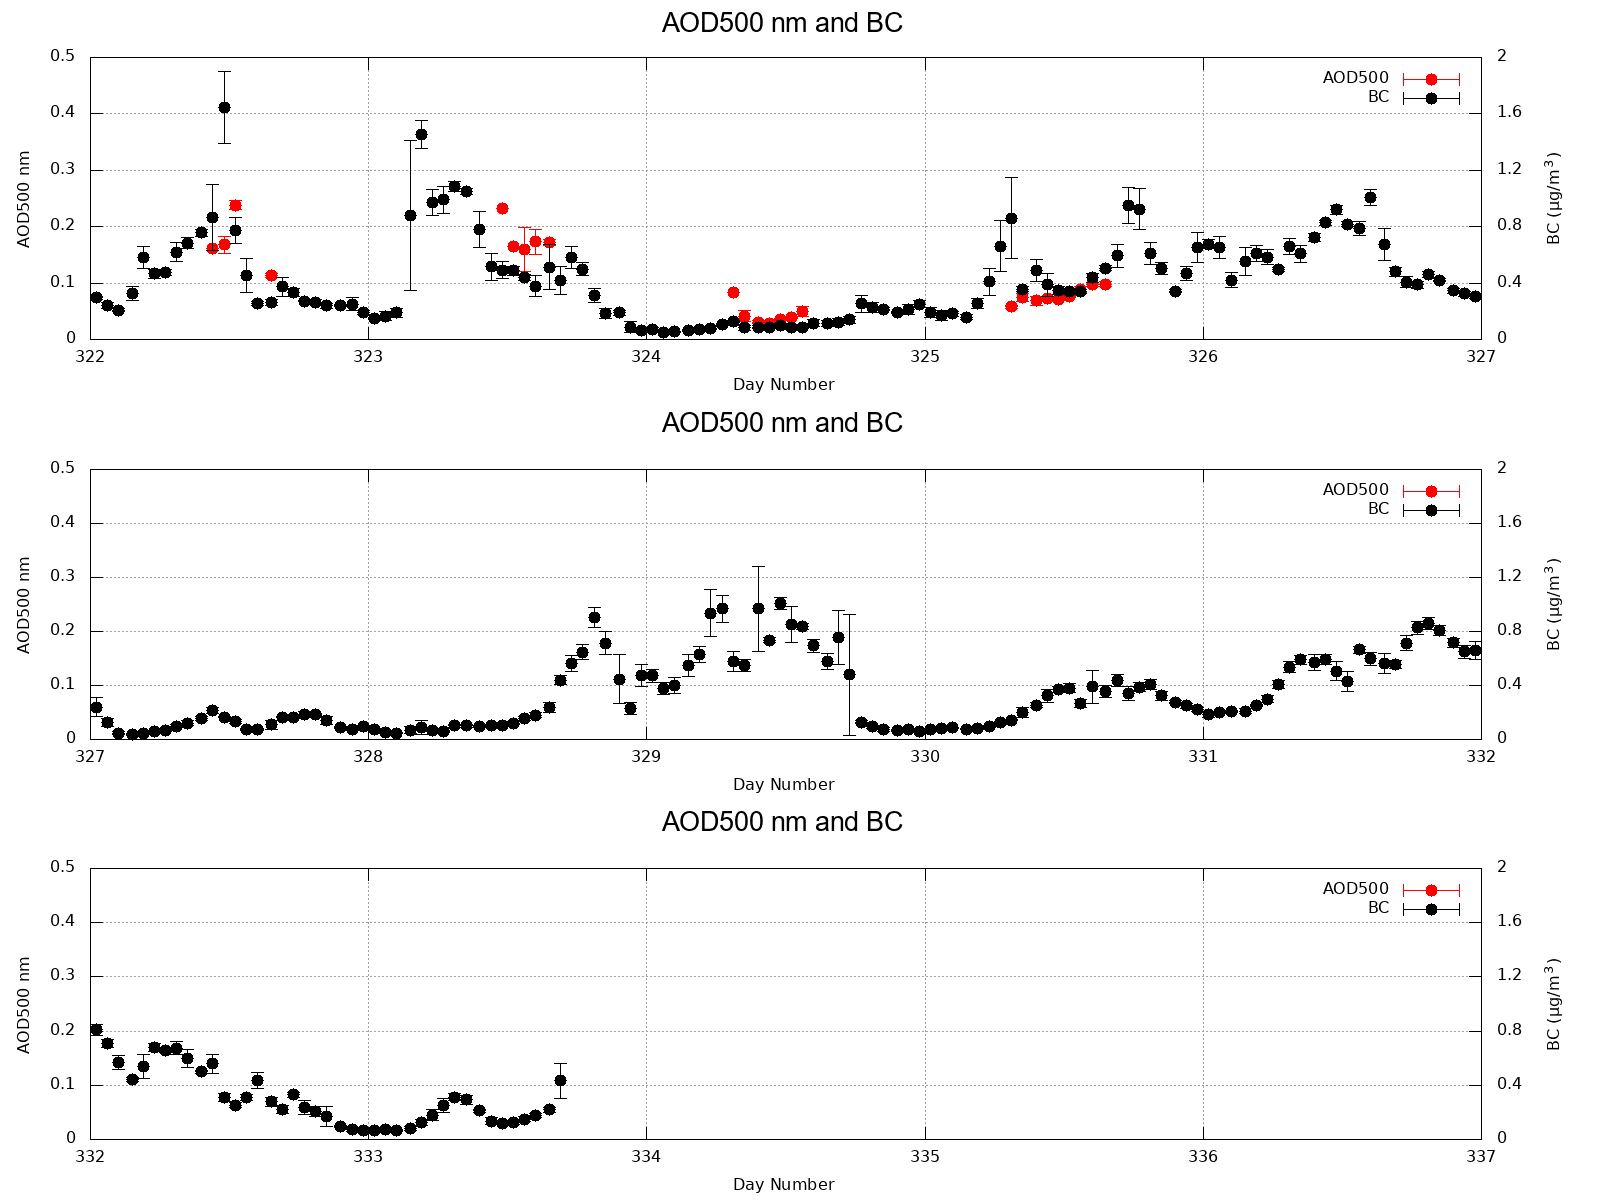 AOD500 nm and BC
0.5
0.4
0.3
0.2
0.1
0
AOD500 nm
2
1.6
1.2
0.8
0.4
0
BC (µg/m³)
AOD500
BC
322 323 324 325 326 327
Day Number
AOD500 nm and BC
0.5
0.4
0.3
0.2
0.1
0
AOD500 nm
2
1.6
1.2
0.8
0.4
0
BC (µg/m³)
AOD500
BC
327 328 329 330 331 332
Day Number
AOD500 nm and BC
0.5
0.4
0.3
0.2
0.1
0
AOD500 nm
2
1.6
1.2
0.8
0.4
0
BC (µg/m³)
AOD500
BC
332 333 334 335 336 337
Day Number